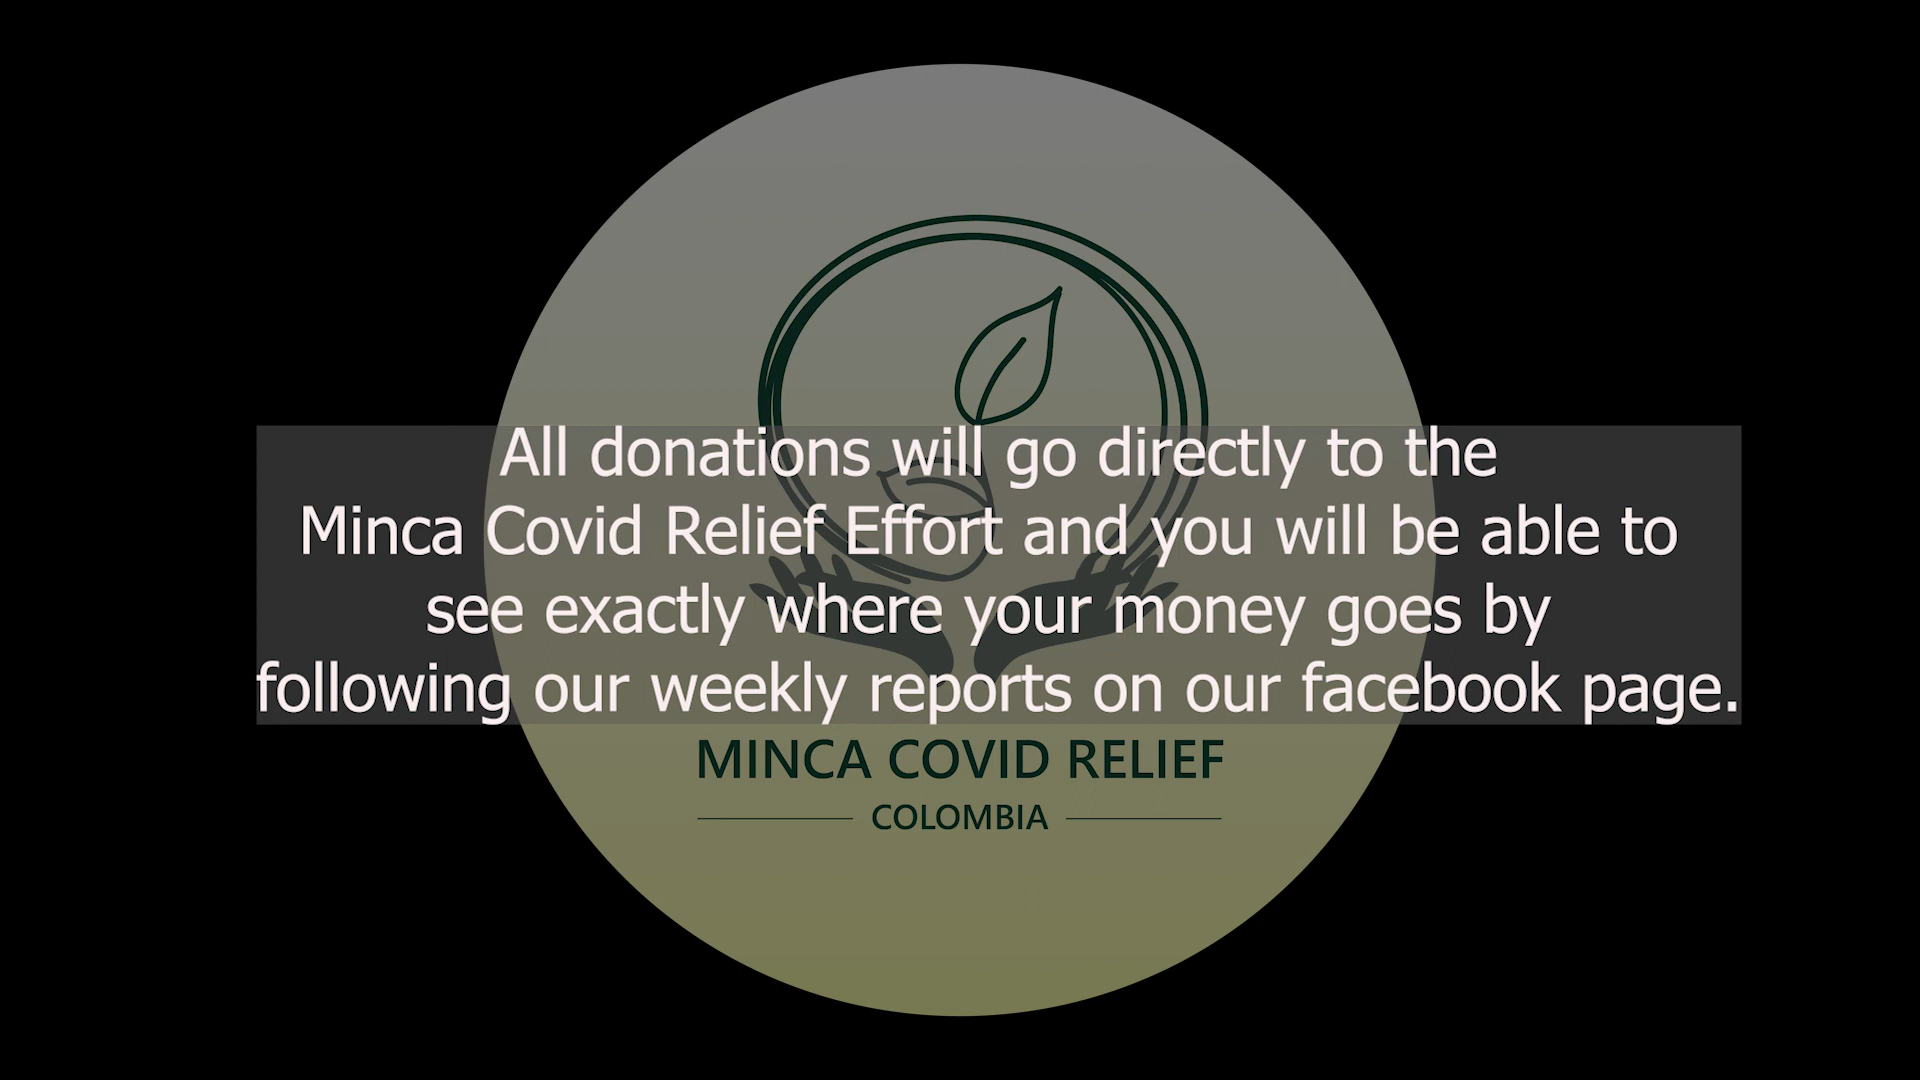 All donations will go directly to the
Minca Covid Relief Effort and you will be able to
see exactly where your money goes by
following our weekly reports on our facebook page.
MINCA COVID RELIEF
COLOMBIA